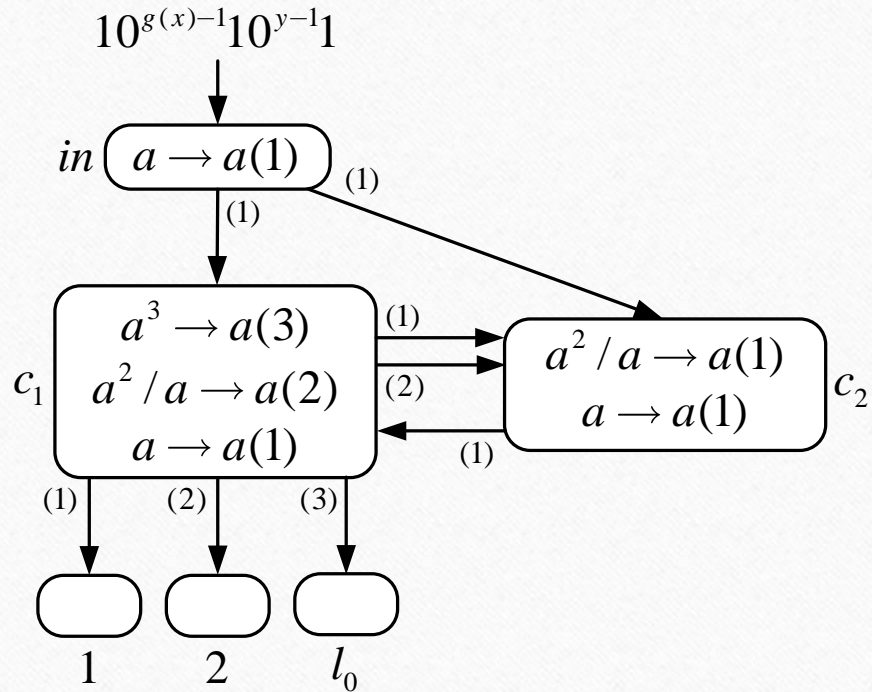 10^{g(x)−1}10^{y−1}1
in
a → a(1)
(1)
(1)
c_1
a^3 → a(3)
a^2 / a → a(2)
a → a(1)
(1)
(2)
(1)
a^2 / a → a(1)
a → a(1)
c_2
(1)
(2)
(3)
1
2
l_0